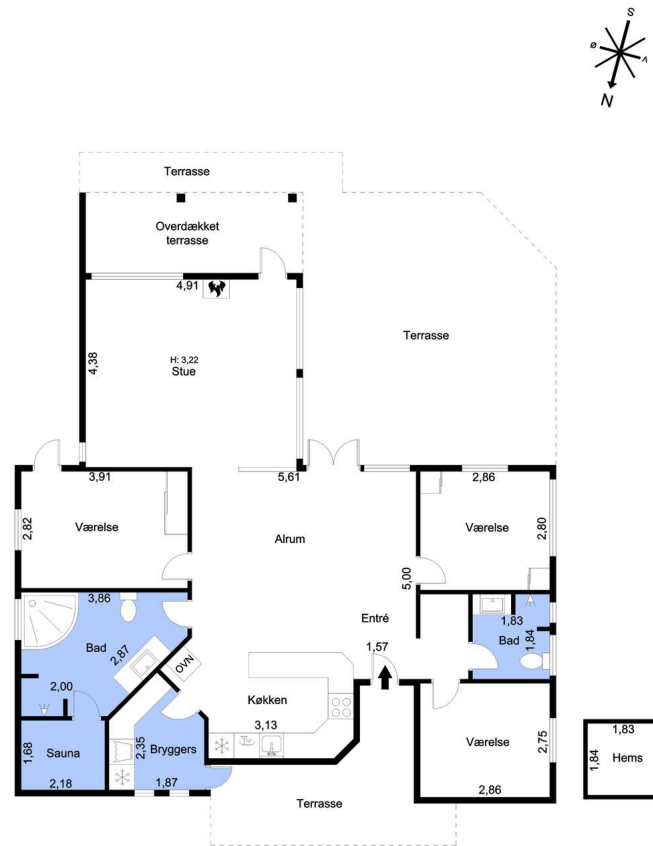 S
Ø
V
N
Terrasse
Overdækket
terrasse
4,91
Terrasse
4,38
H: 3,22
Stue
3,91
5,61
2,86
2,82
Værelse
Alrum
Værelse
2,80
5,00
3,86
Entré
1,83
Bad
2,87
1,57
Bad
1,84
OVN
2,00
Køkken
3,13
1,68
Sauna
2,35
Bryggers
Værelse
2,75
1,83
1,84
Hems
2,18
1,87
2,86
Terrasse